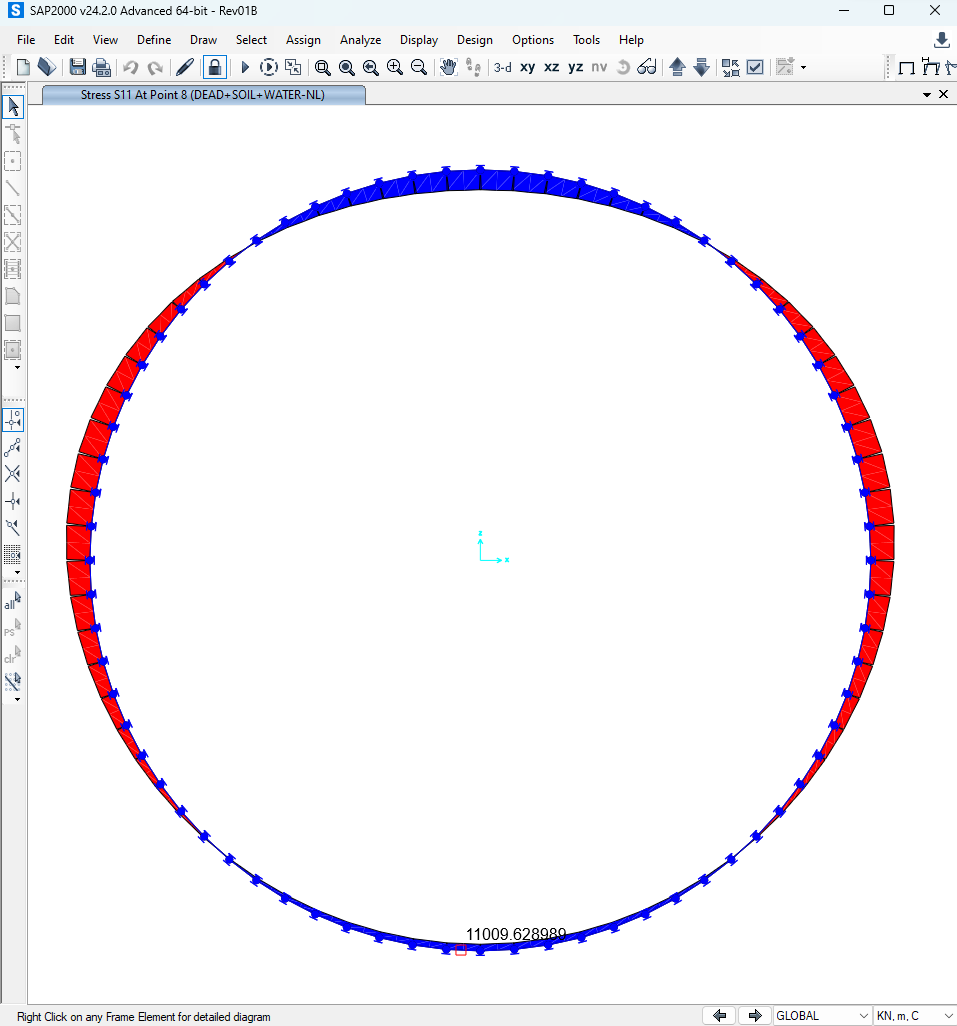 SAP2000 v24.2.0 Advanced 64-bit - Rev01B
File Edit View Define Draw Select Assign Analyze Display Design Options Tools Help
3-d xy xz yz nv
Stress S11 At Point 8 (DEAD+SOIL+WATER-NL)
z
x
all
ps
clr
11009.628989
Right Click on any Frame Element for detailed diagram
GLOBAL
KN, m, C